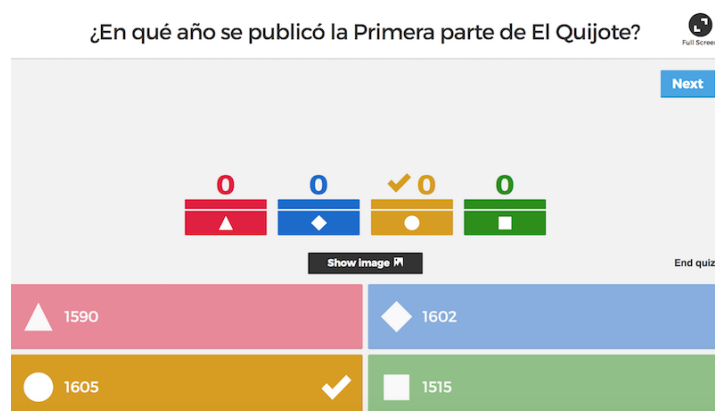 ¿En qué año se publicó la Primera parte de El Quijote?
Full Screen
Next
0 0 0 0
Show image
End quiz
1590
1602
1605
1515